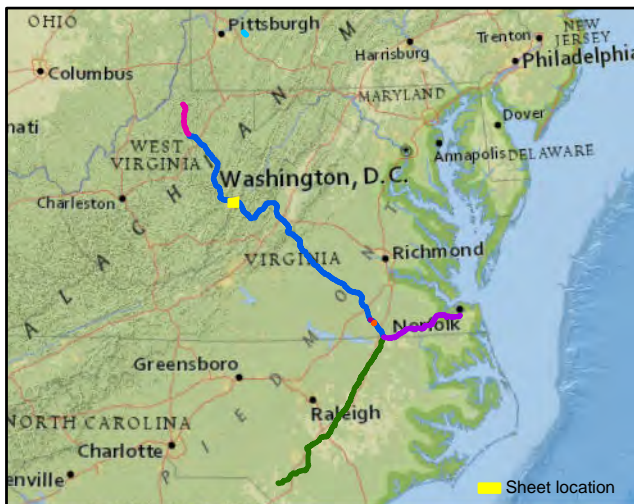 OHIO
Pittsburgh
NEW
JERSEY
Trenton
Harrisburg
Philadelphia
Columbus
MARYLAND
Dover
nati
WEST
VIRGINIA
Annapolis
DELAWARE
Washington, D.C.
Charleston
A L A C H I A N M O N T
VIRGINIA
Richmond
Norfolk
Greensboro
P I E D M O N T
Raleigh
NORTH CAROLINA
Charlotte
enville
Sheet location